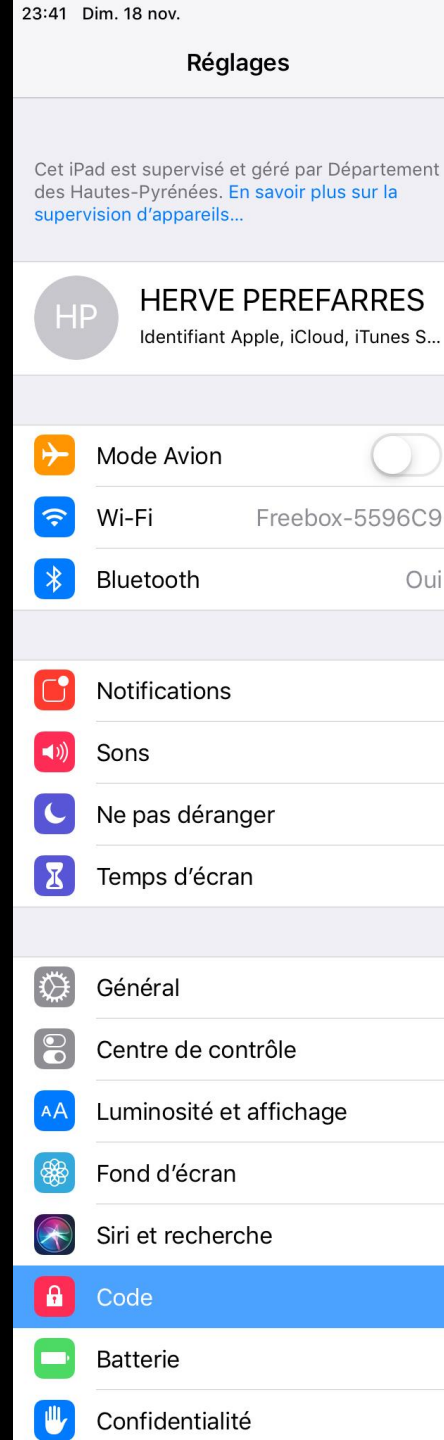 23:41 Dim. 18 nov.
Réglages
Cet iPad est supervisé et géré par Département
des Hautes-Pyrénées. En savoir plus sur la
supervision d’appareils...
HP
HERVE PEREFARRES
Identifiant Apple, iCloud, iTunes S...
Mode Avion
Wi-Fi Freebox-5596C9
Bluetooth Oui
Notifications
Sons
Ne pas déranger
Temps d’écran
Général
Centre de contrôle
AA Luminosité et affichage
Fond d’écran
Siri et recherche
Code
Batterie
Confidentialité